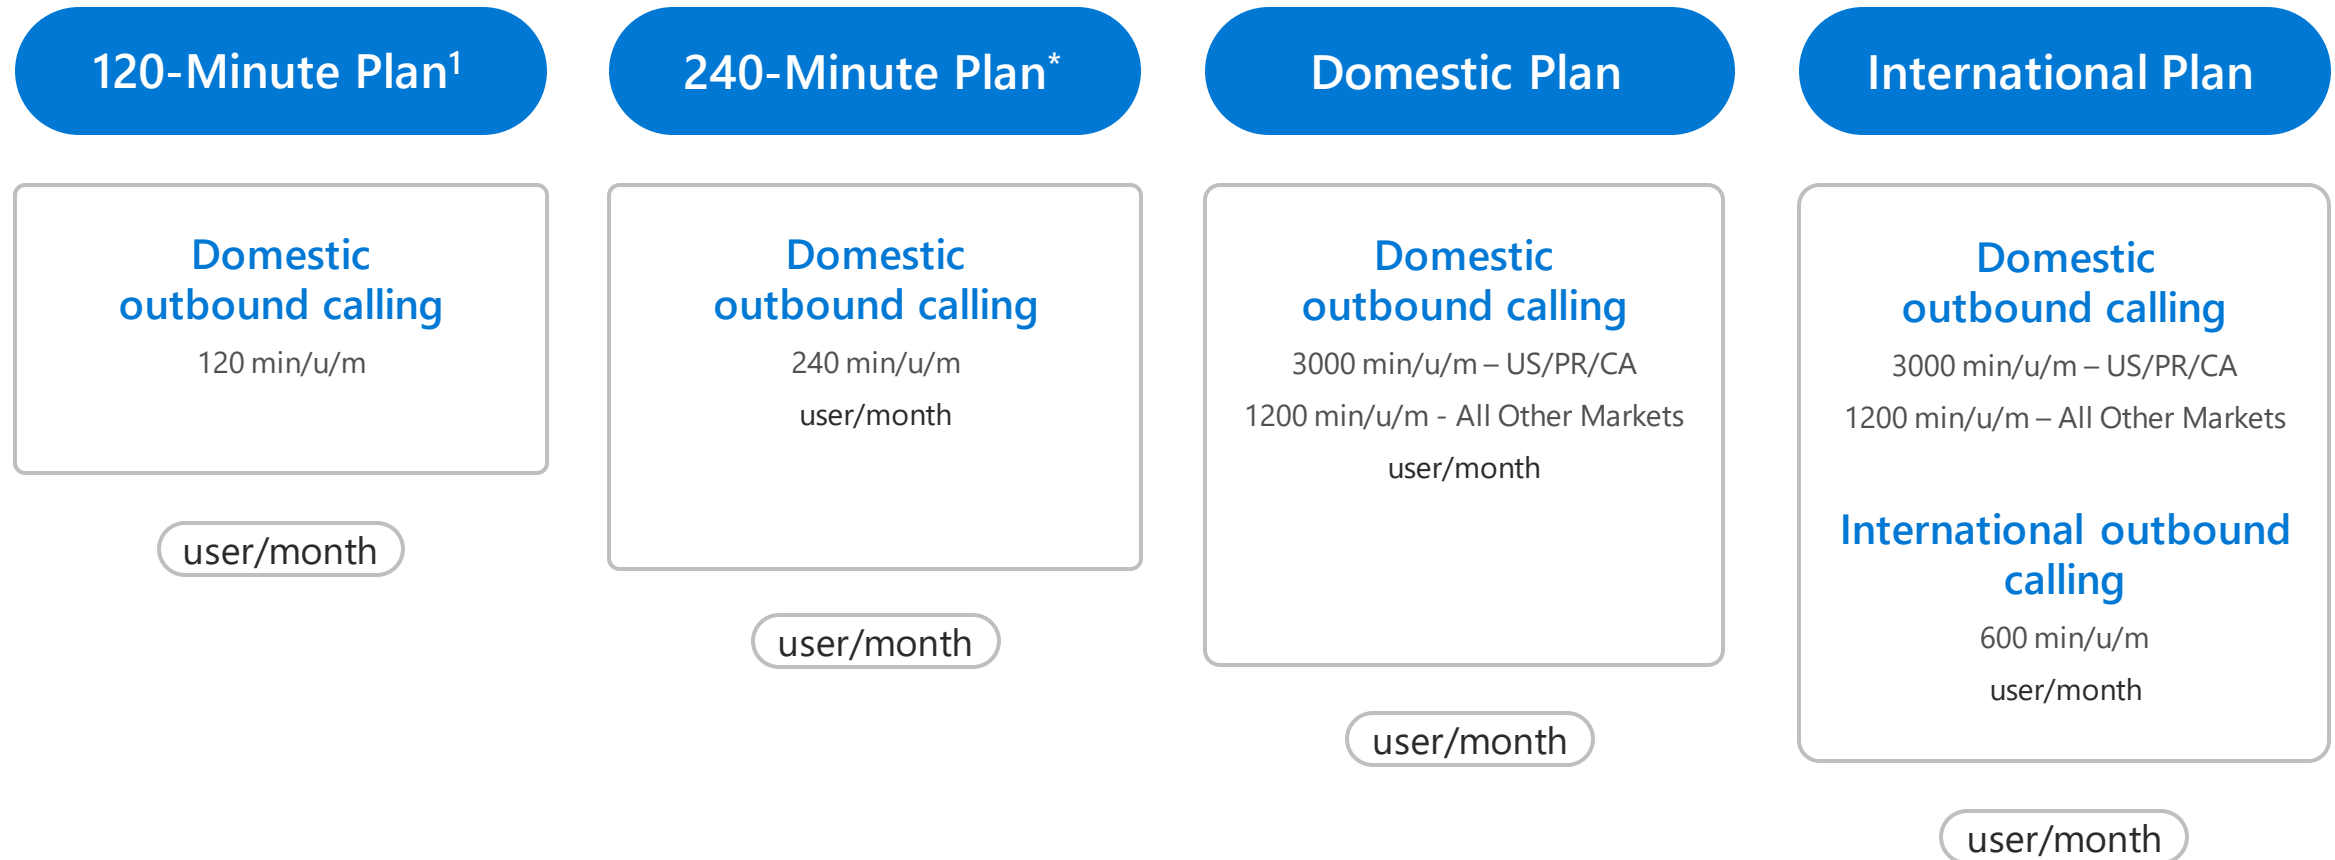 120-Minute Plan¹
Domestic
outbound calling
120 min/u/m
user/month
240-Minute Plan*
Domestic
outbound calling
240 min/u/m
user/month
user/month
Domestic Plan
Domestic
outbound calling
3000 min/u/m – US/PR/CA
1200 min/u/m - All Other Markets
user/month
user/month
International Plan
Domestic
outbound calling
3000 min/u/m – US/PR/CA
1200 min/u/m – All Other Markets
International outbound
calling
600 min/u/m
user/month
user/month